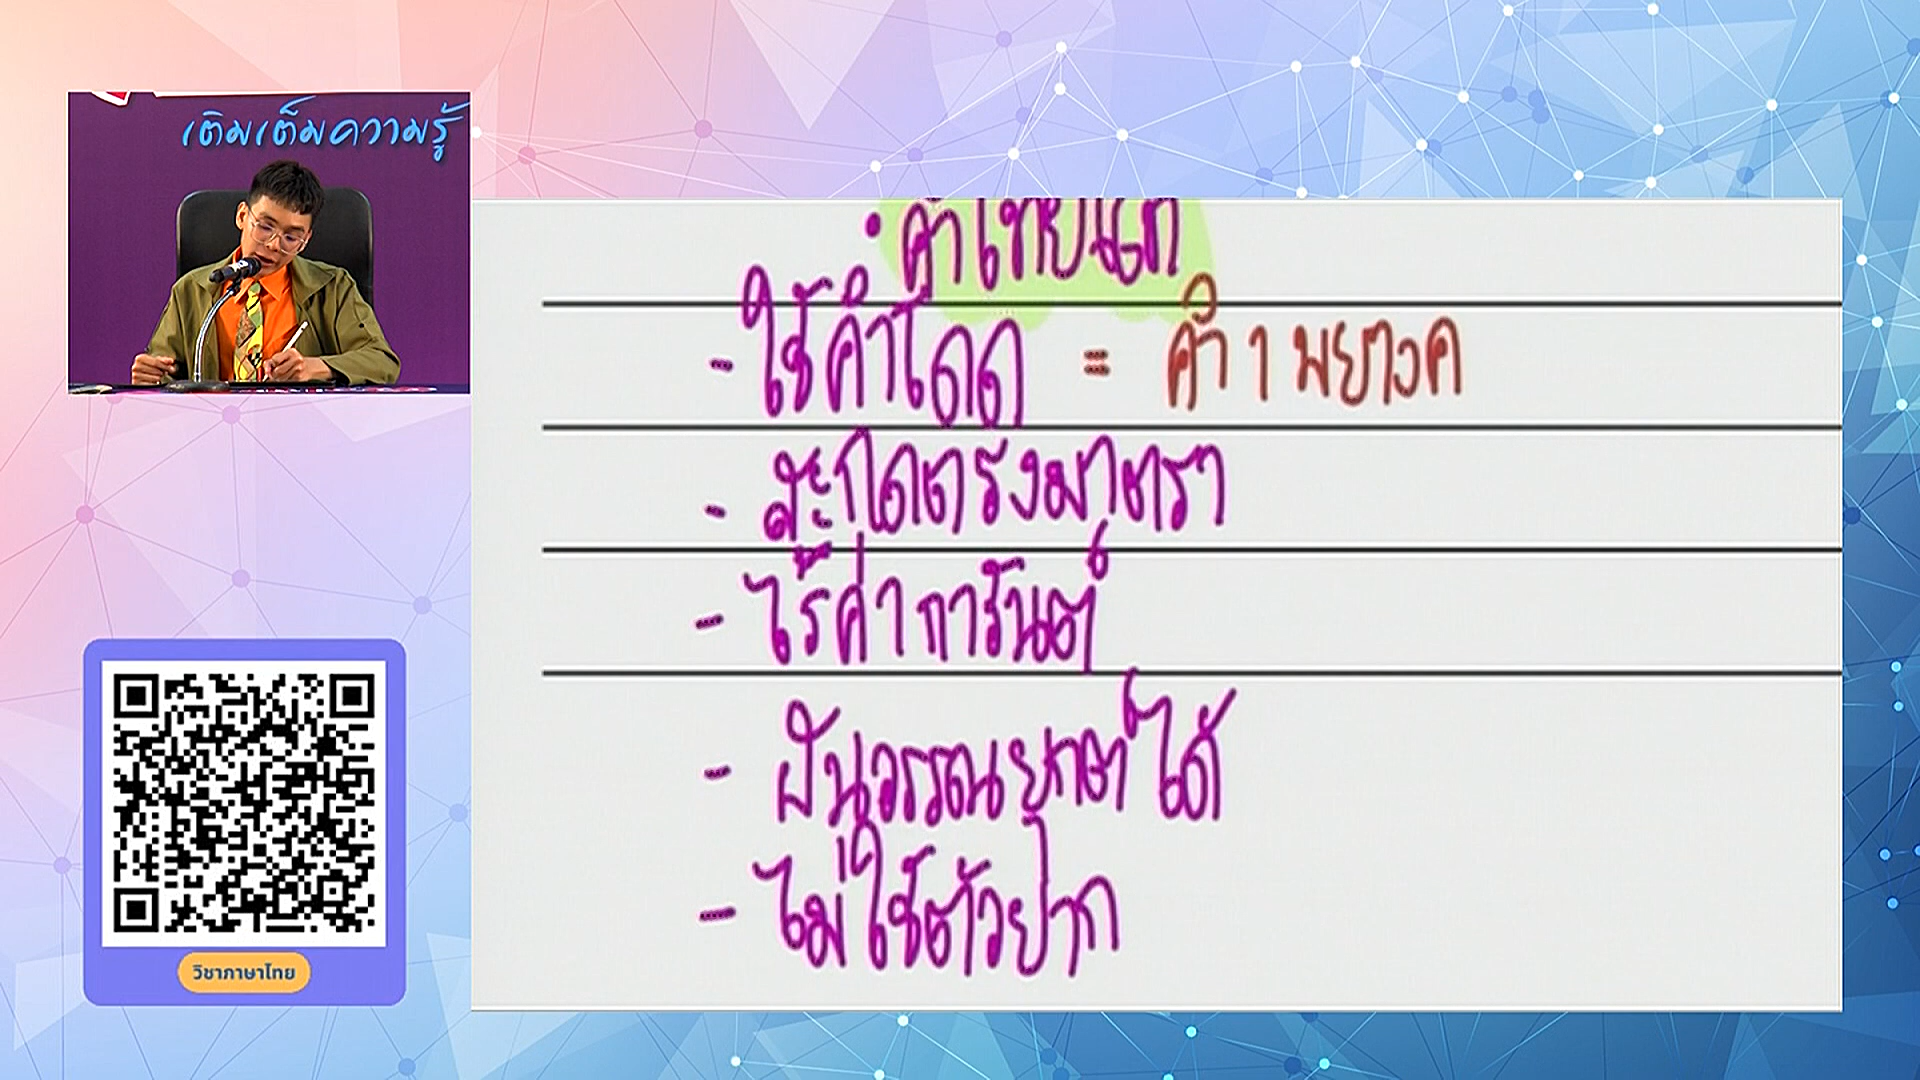 เติมเต็มความรู้
• คำไทยแท้
- ใช้คำโดด = คำ 1 พยางค์
- สะกดตรงมาตรา
- ไร้ค่าการันต์
- ผันวรรณยุกต์ได้
- ไม่ใช้ตัวยาก
วิชาภาษาไทย